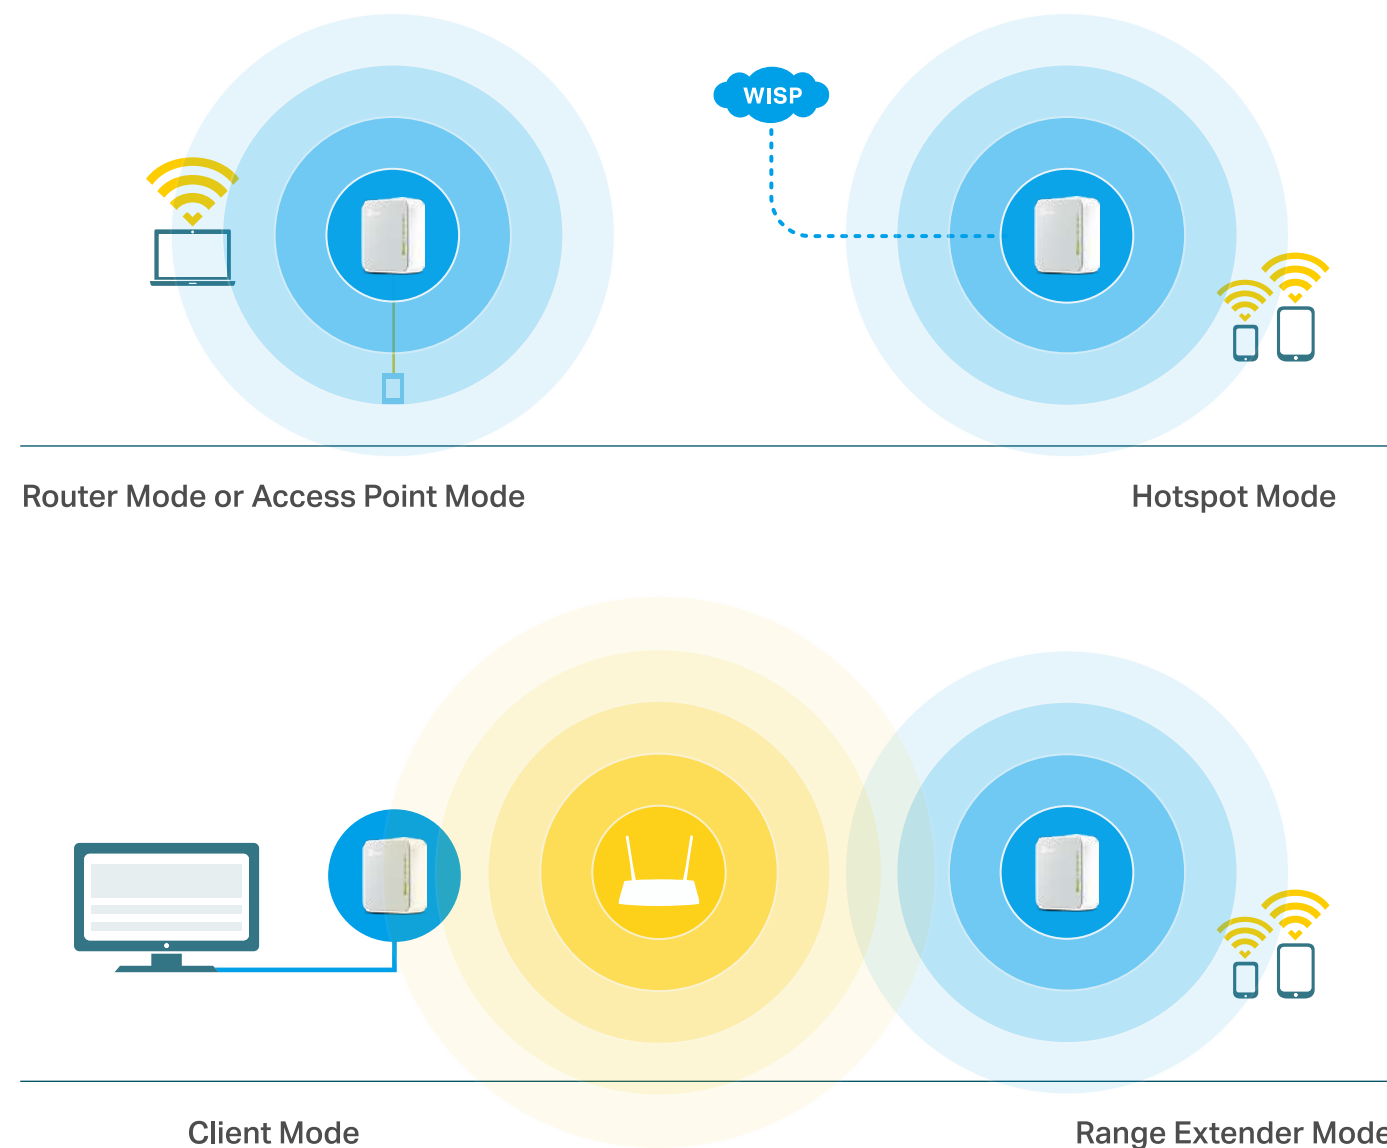 WISP
Router Mode or Access Point Mode
Hotspot Mode
Client Mode
Range Extender Mode